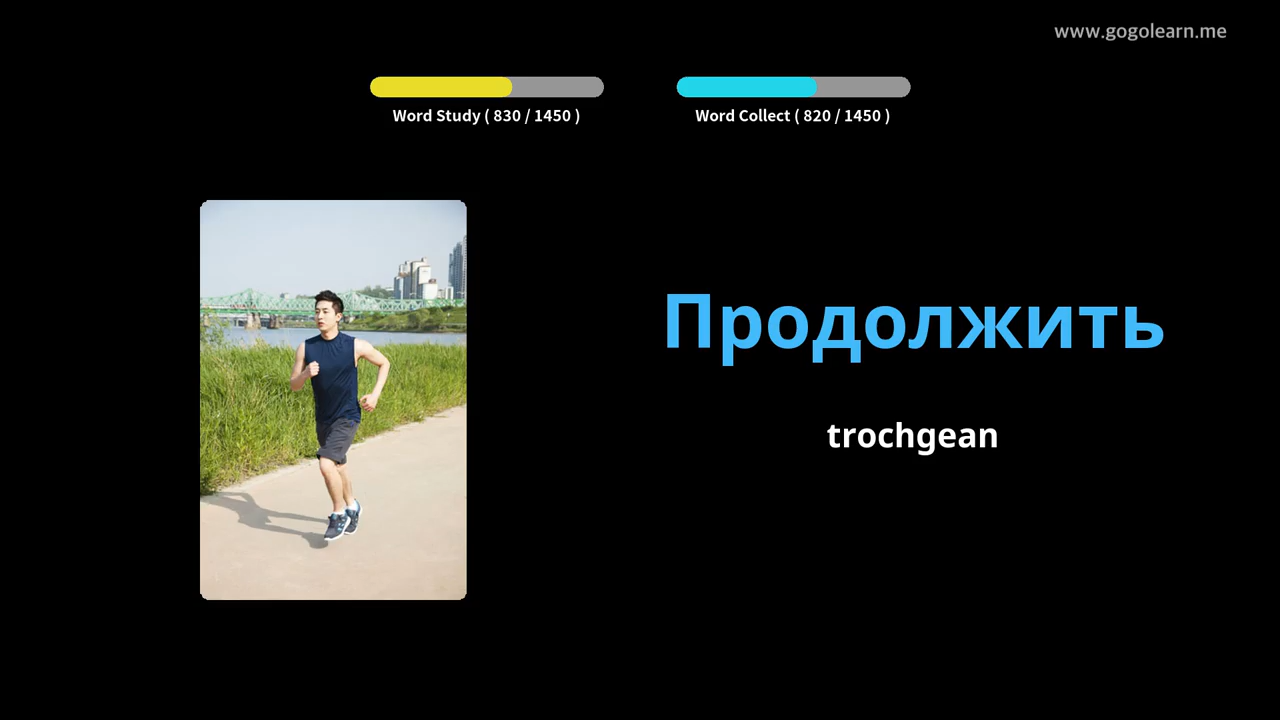 www.gogolearn.me
Word Study ( 830 / 1450 )
Word Collect ( 820 / 1450 )
Продолжить
trochgean